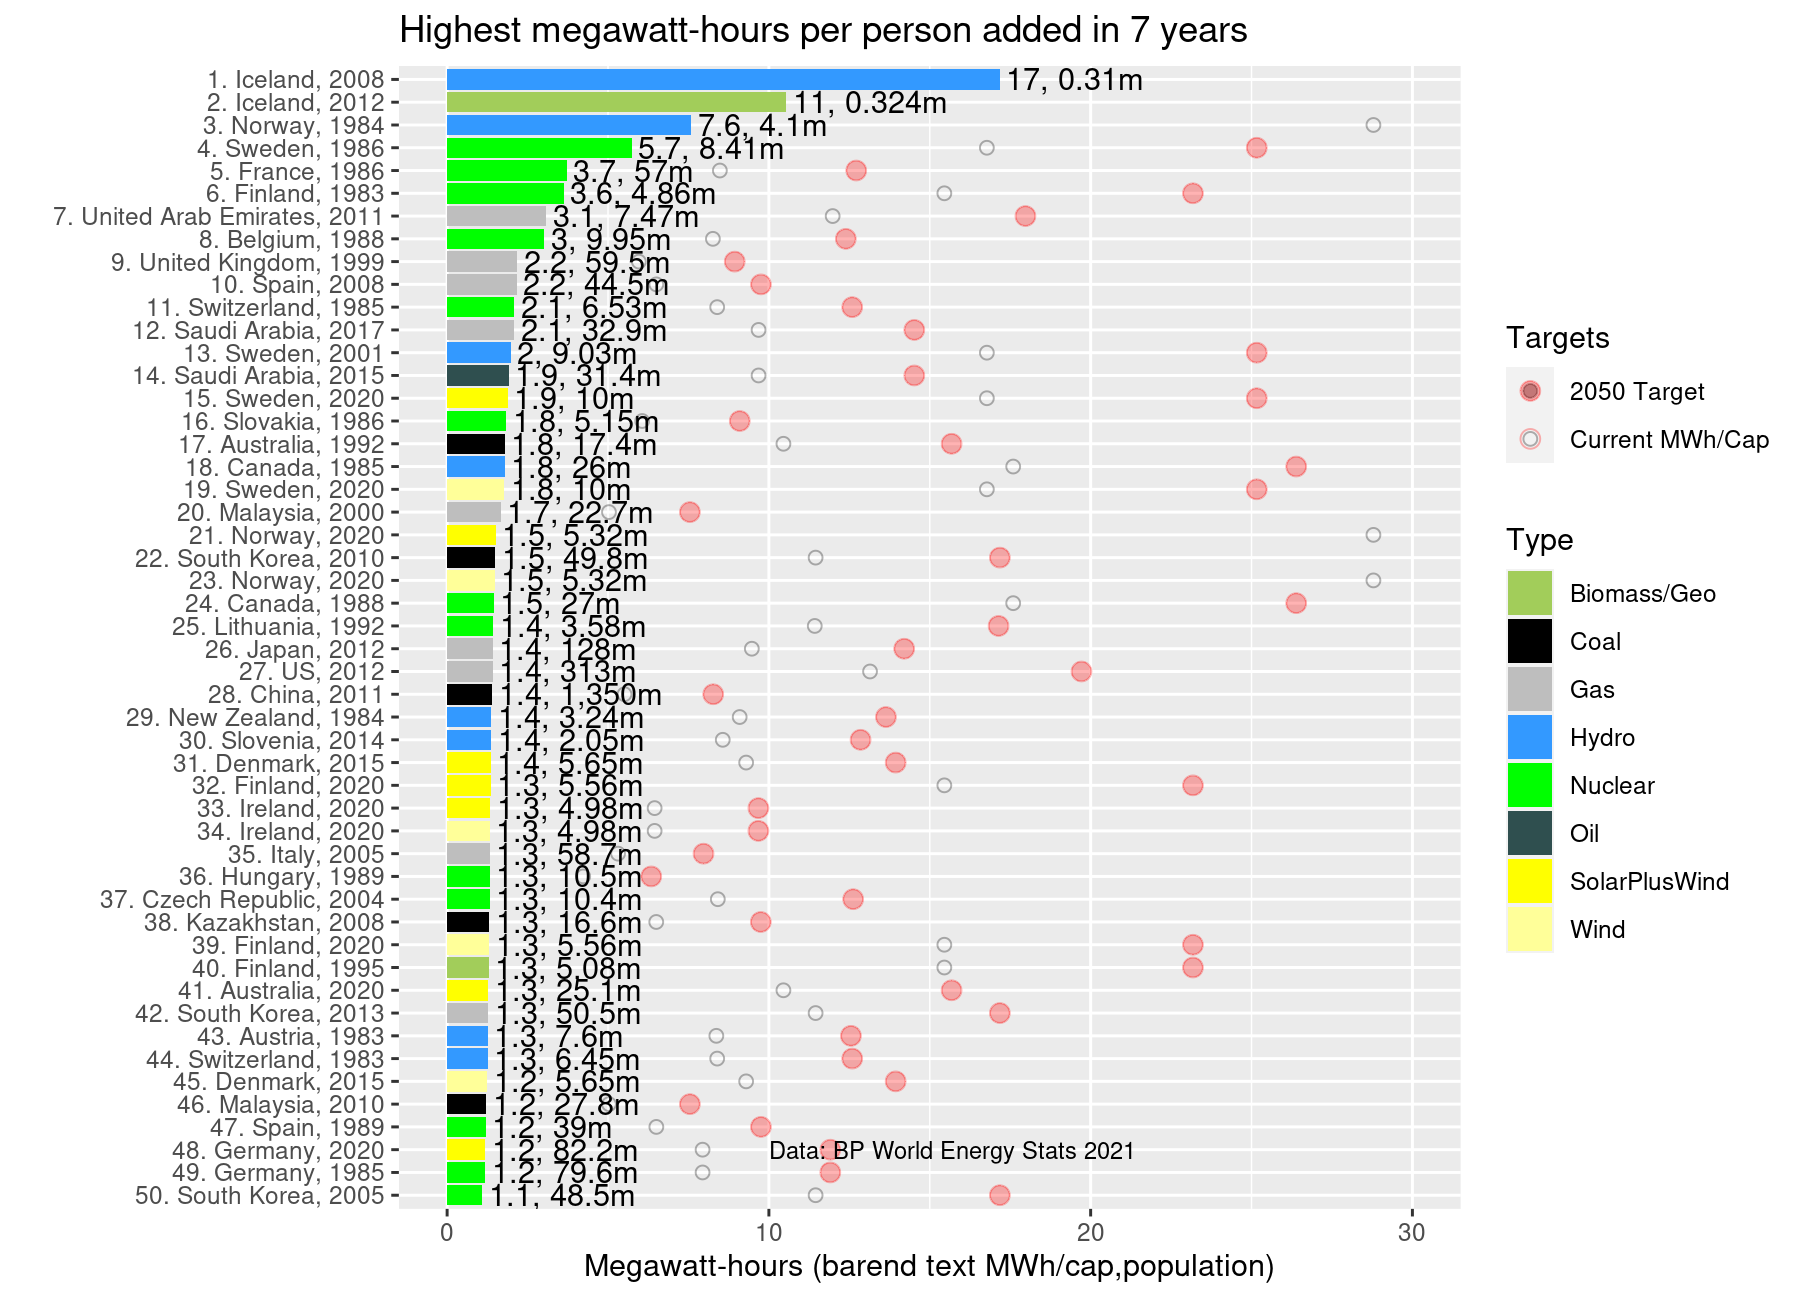 Highest megawatt-hours per person added in 7 years
1. Iceland, 2008 17, 0.31m
2. Iceland, 2012 11, 0.324m
3. Norway, 1984 7.6, 4.1m
4. Sweden, 1986 5.7, 8.41m
5. France, 1986 3.7, 57m
6. Finland, 1983 3.6, 4.86m
7. United Arab Emirates, 2011 3.1, 7.47m
8. Belgium, 1988 3, 9.95m
9. United Kingdom, 1999 2.2, 59.5m
10. Spain, 2008 2.2, 44.5m
11. Switzerland, 1985 2.1, 6.53m
12. Saudi Arabia, 2017 2.1, 32.9m
13. Sweden, 2001 2, 9.03m
14. Saudi Arabia, 2015 1.9, 31.4m
15. Sweden, 2020 1.9, 10m
16. Slovakia, 1986 1.8, 5.15m
17. Australia, 1992 1.8, 17.4m
18. Canada, 1985 1.8, 26m
19. Sweden, 2020 1.8, 10m
20. Malaysia, 2000 1.7, 22.7m
21. Norway, 2020 1.5, 5.32m
22. South Korea, 2010 1.5, 49.8m
23. Norway, 2020 1.5, 5.32m
24. Canada, 1988 1.5, 27m
25. Lithuania, 1992 1.4, 3.58m
26. Japan, 2012 1.4, 128m
27. US, 2012 1.4, 313m
28. China, 2011 1.4, 1,350m
29. New Zealand, 1984 1.4, 3.24m
30. Slovenia, 2014 1.4, 2.05m
31. Denmark, 2015 1.4, 5.65m
32. Finland, 2020 1.3, 5.56m
33. Ireland, 2020 1.3, 4.98m
34. Ireland, 2020 1.3, 4.98m
35. Italy, 2005 1.3, 58.7m
36. Hungary, 1989 1.3, 10.5m
37. Czech Republic, 2004 1.3, 10.4m
38. Kazakhstan, 2008 1.3, 16.6m
39. Finland, 2020 1.3, 5.56m
40. Finland, 1995 1.3, 5.08m
41. Australia, 2020 1.3, 25.1m
42. South Korea, 2013 1.3, 50.5m
43. Austria, 1983 1.3, 7.6m
44. Switzerland, 1983 1.3, 6.45m
45. Denmark, 2015 1.2, 5.65m
46. Malaysia, 2010 1.2, 27.8m
47. Spain, 1989 1.2, 39m
48. Germany, 2020 1.2, 82.2m Data: BP World Energy Stats 2021
49. Germany, 1985 1.2, 79.6m
50. South Korea, 2005 1.1, 48.5m
0 10 20 30
Megawatt-hours (barend text MWh/cap,population)
Targets
2050 Target
Current MWh/Cap
Type
Biomass/Geo
Coal
Gas
Hydro
Nuclear
Oil
SolarPlusWind
Wind